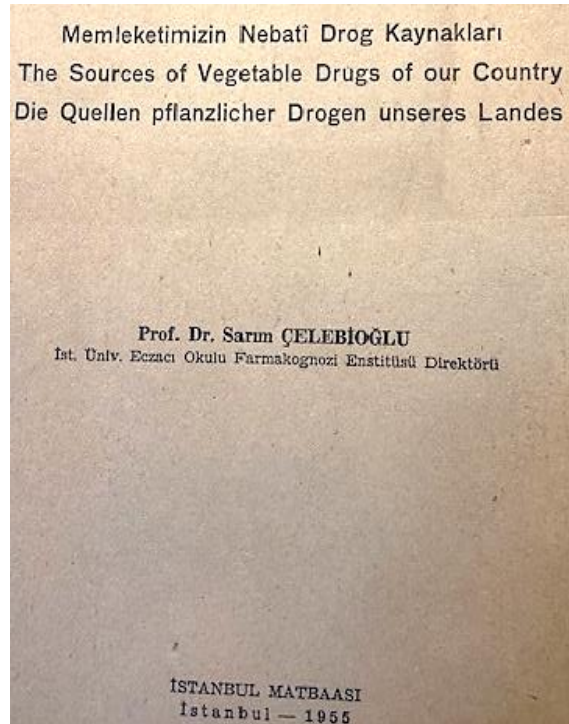 Memleketimizin Nebatî Drog Kaynakları
The Sources of Vegetable Drugs of our Country
Die Quellen pflanzlicher Drogen unseres Landes
Prof. Dr. Sarım ÇELEBİOĞLU
İst. Üniv. Eczacı Okulu Farmakognozi Enstitüsü Direktörü
İSTANBUL MATBAASI
İstanbul — 1955